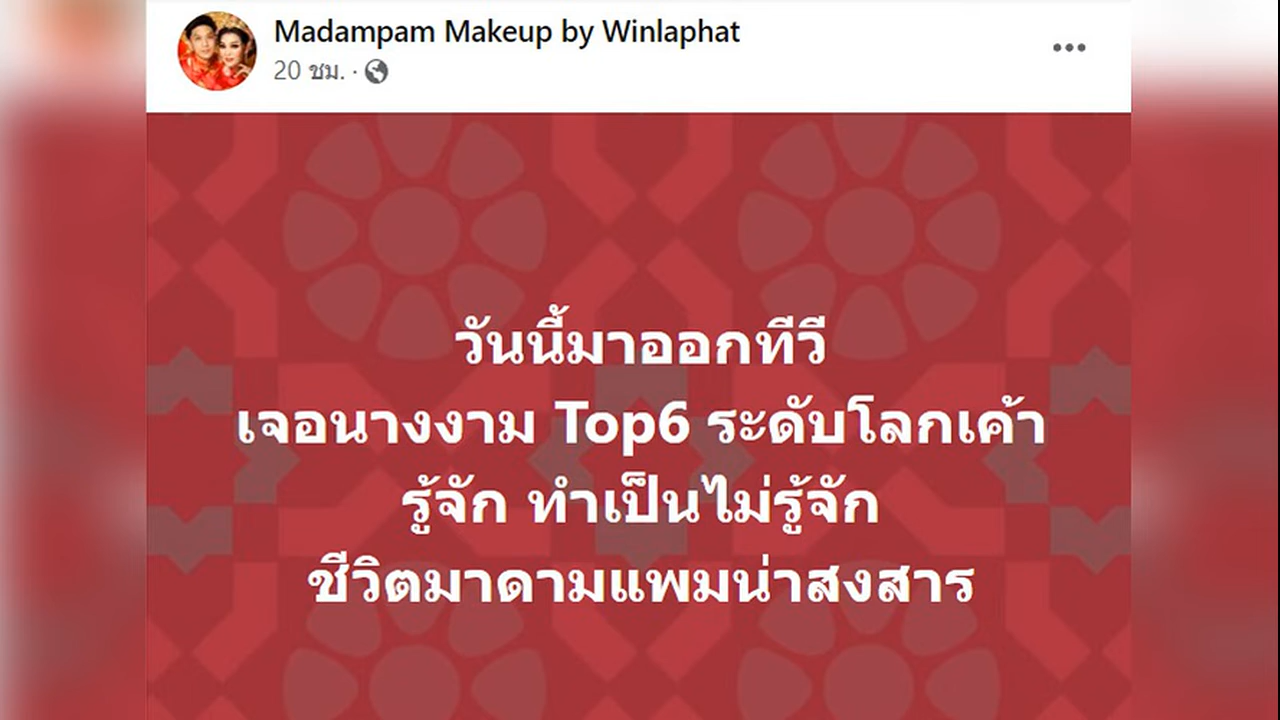 Madampam Makeup by Winlaphat
20 ชม. ·
วันนี้มาออกทีวี
เจอนางงาม Top6 ระดับโลกเค้า
รู้จัก ทำเป็นไม่รู้จัก
ชีวิตมาดามแพมน่าสงสาร